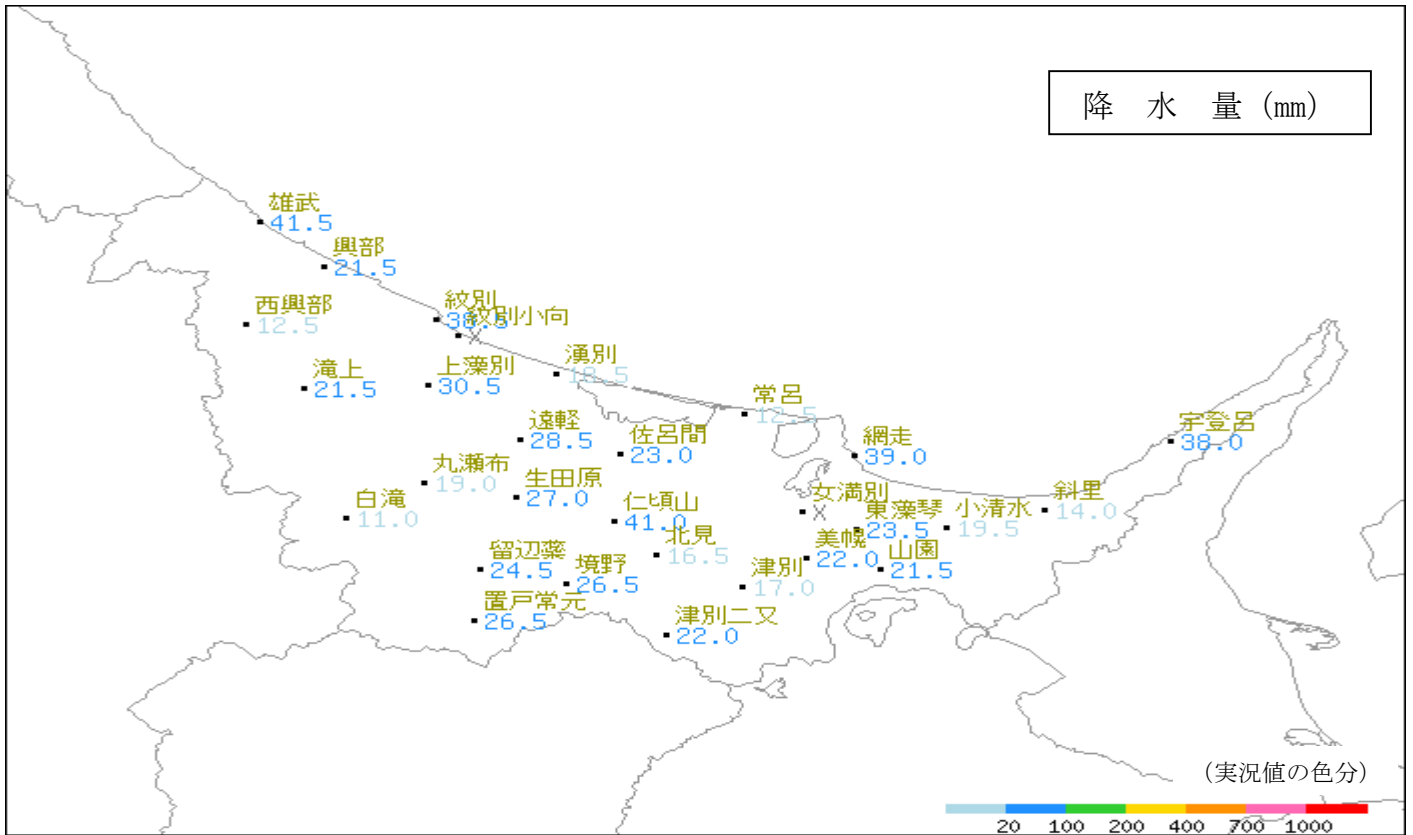 降 水 量 (mm)
雄武
41.5
興部
21.5
西興部
12.5
紋別
38.5
紋別小向
X
滝上
21.5
上藻別
30.5
湧別
18.5
常呂
12.5
遠軽
28.5
佐呂間
23.0
網走
39.0
宇登呂
38.0
丸瀬布
19.0
生田原
27.0
白滝
11.0
仁頃山
41.0
女満別
X
東藻琴
23.5
小清水
19.5
斜里
14.0
北見
16.5
美幌
22.0
山園
21.5
留辺蘂
24.5
境野
26.5
津別
17.0
置戸常元
26.5
津別二又
22.0
(実況値の色分)
20 100 200 400 700 1000